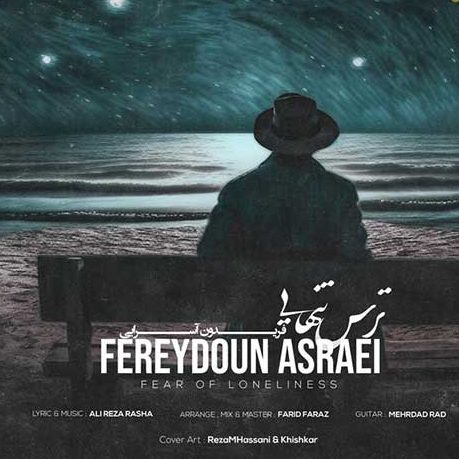 ترس تنهایی
فریدون آسرایی
FEREYDOUN ASRAEI
FEAR OF LONELINESS
LYRIC & MUSIC : ALI REZA RASHA ARRANGE , MIX & MASTER : FARID FARAZ GUITAR : MEHRDAD RAD
Cover Art : RezaMHassani & Khishkar